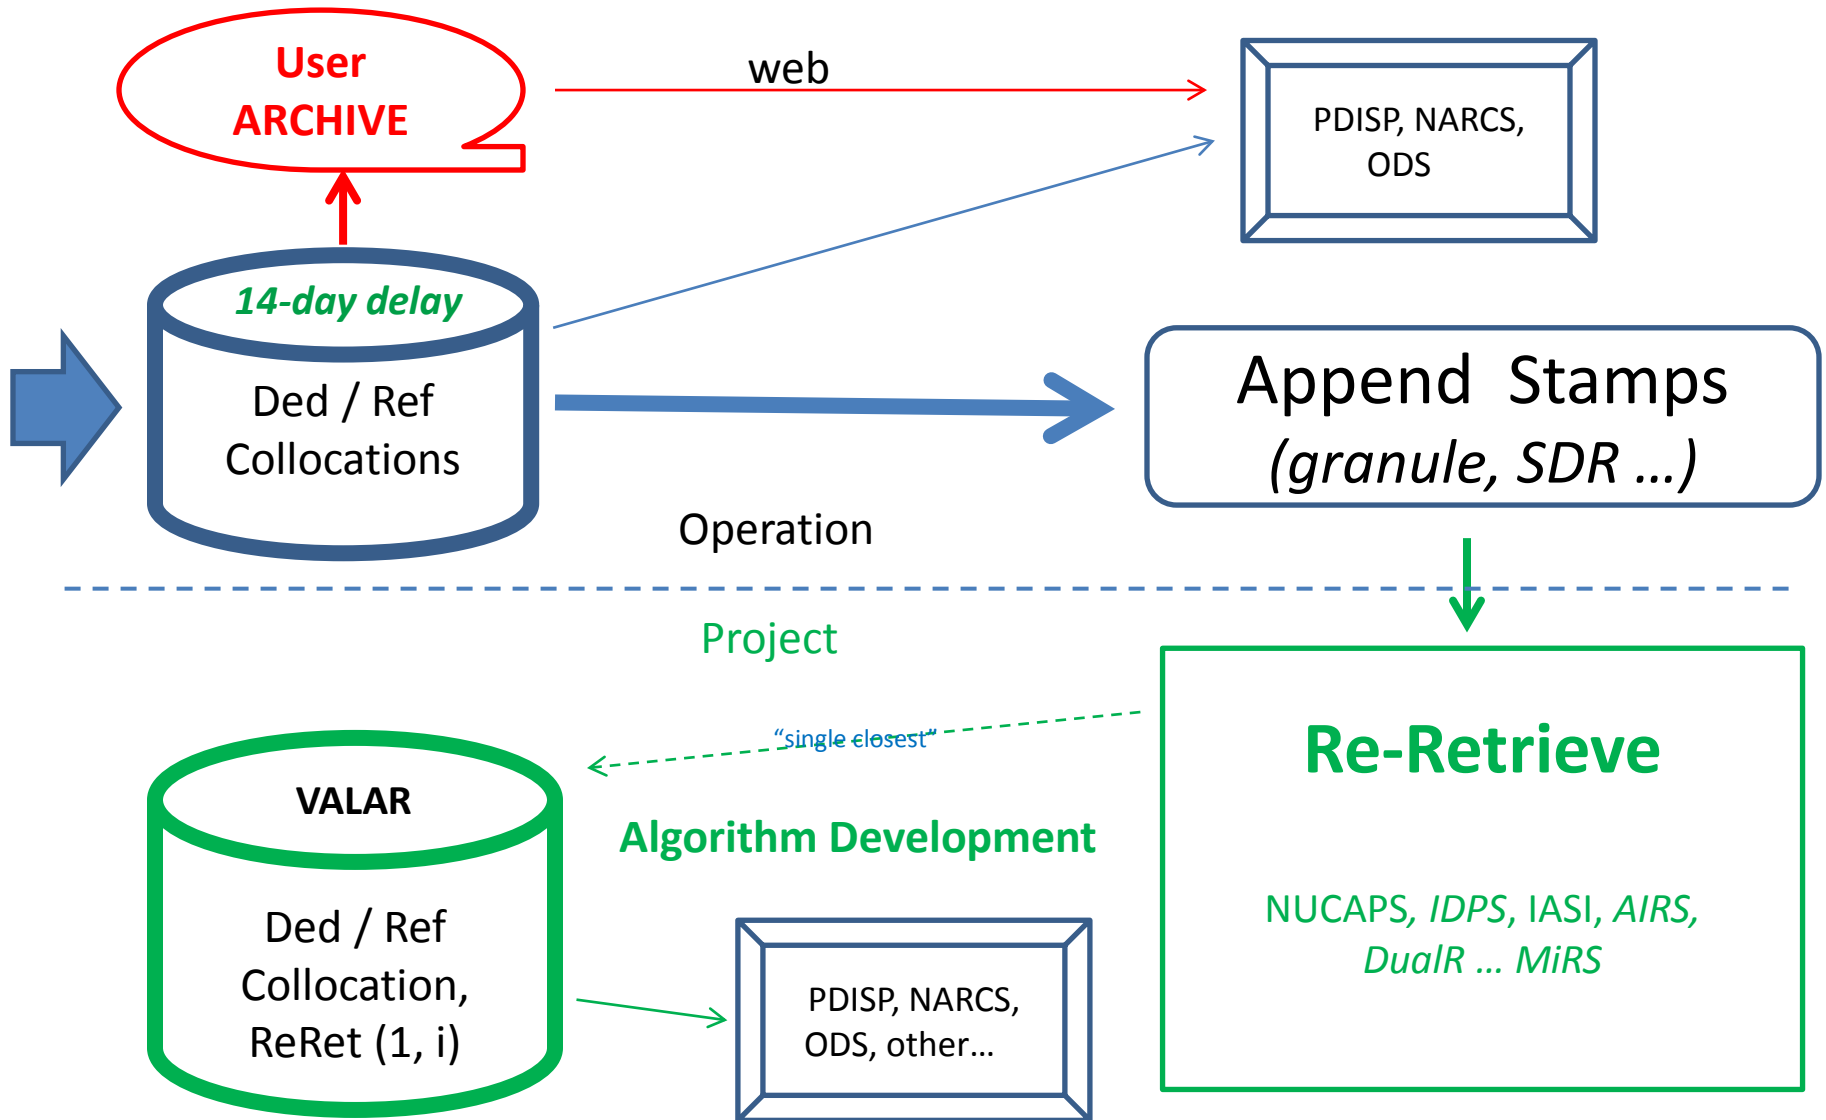 User
ARCHIVE
web
PDISP, NARCS,
ODS
14-day delay
Ded / Ref
Collocations
Append Stamps
(granule, SDR ...)
Operation
Project
“single closest”
Re-Retrieve
VALAR
Algorithm Development
NUCAPS, IDPS, IASI, AIRS,
DualR ... MiRS
Ded / Ref
Collocation,
ReRet (1, i)
PDISP, NARCS,
ODS, other...